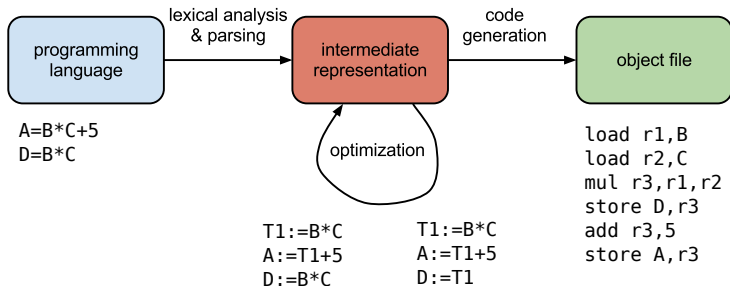 lexical analysis
& parsing
code
generation
programming
language
intermediate
representation
object file
A=B*C+5
D=B*C
optimization
load r1,B
load r2,C
mul r3,r1,r2
store D,r3
add r3,5
store A,r3
T1:=B*C
A:=T1+5
D:=B*C
T1:=B*C
A:=T1+5
D:=T1